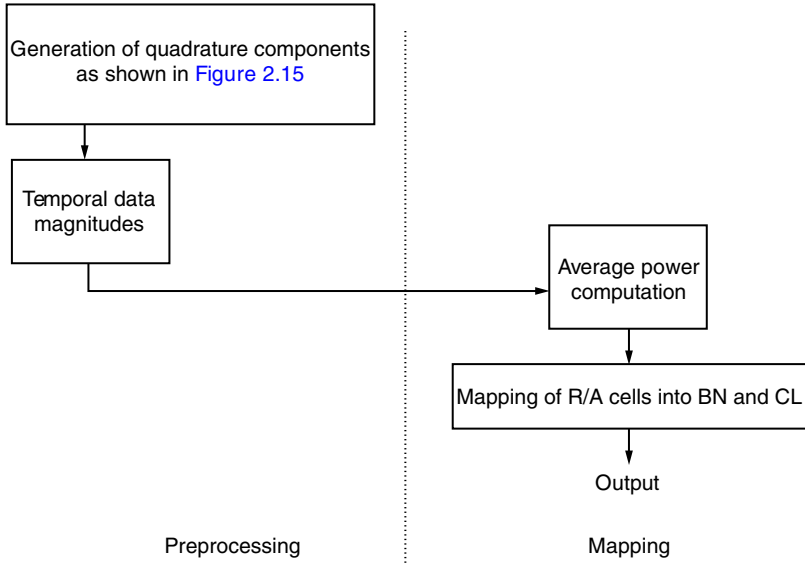 Generation of quadrature components
as shown in Figure 2.15
Temporal data
magnitudes
Average power
computation
Mapping of R/A cells into BN and CL
Output
Preprocessing
Mapping